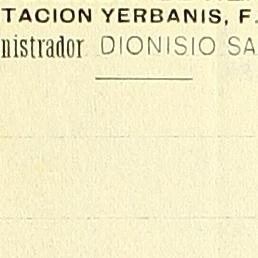 TACION YERBANIS, F.
nistrador DIONISIO SA